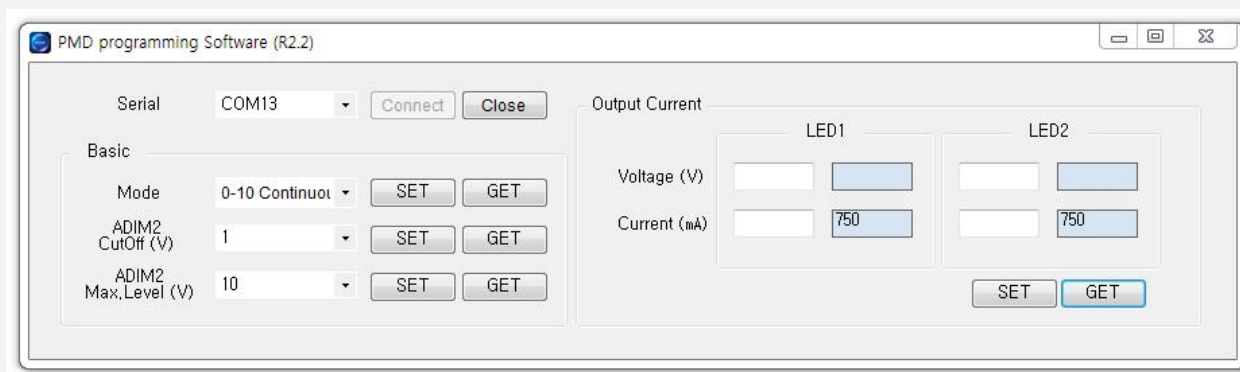 PMD programming Software (R2.2)
Serial COM13 Connect Close
Basic
Mode 0-10 Continuou SET GET
ADIM2
CutOff (V) 1 SET GET
ADIM2
Max,Level (V) 10 SET GET
Output Current
LED1 LED2
Voltage (V)
Current (mA) 750 750
SET GET